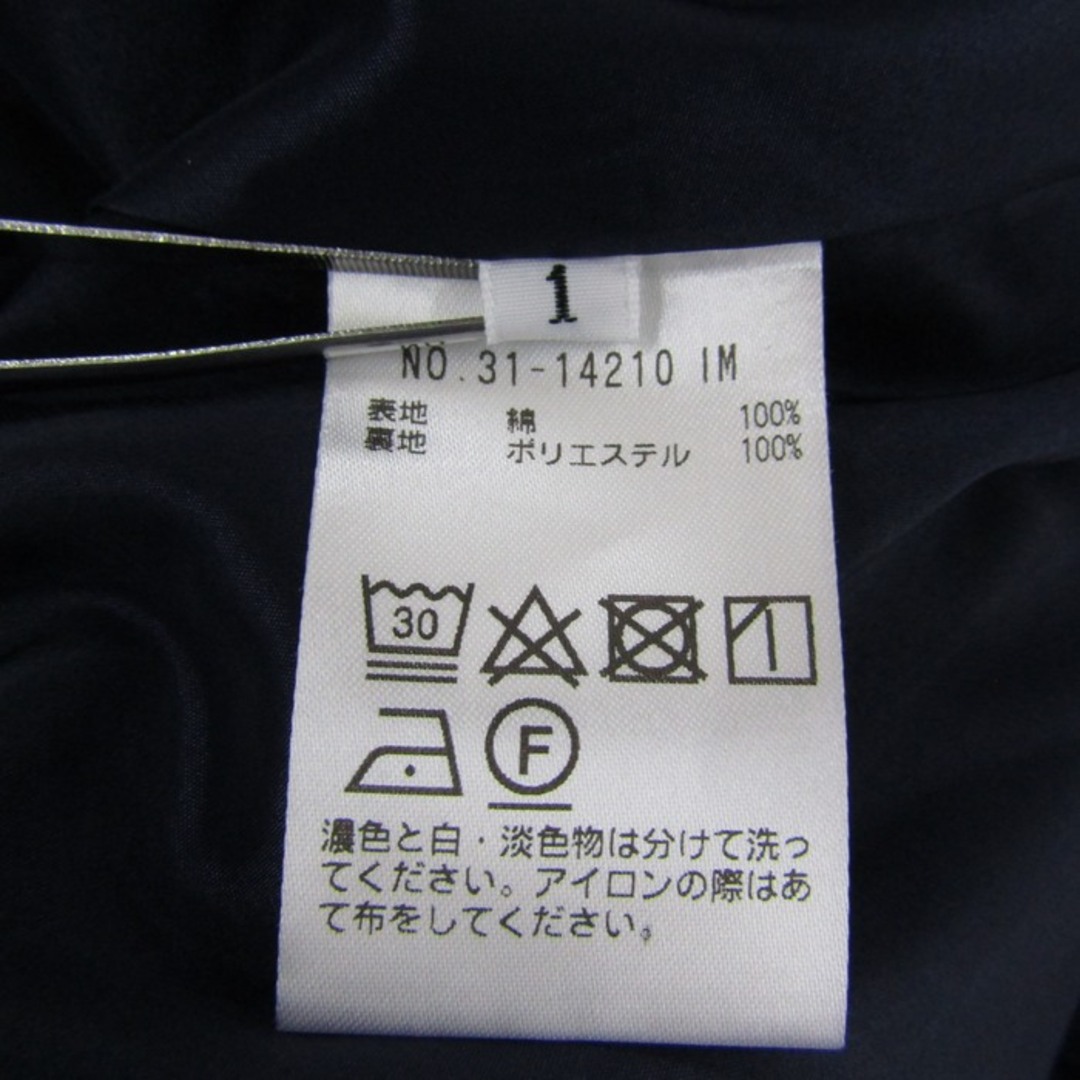 1
NO.31-14210 IM
表地 綿 100%
裏地 ポリエステル 100%
30
F
濃色と白・淡色物は分けて洗っ
てください。アイロンの際はあ
て布をしてください。